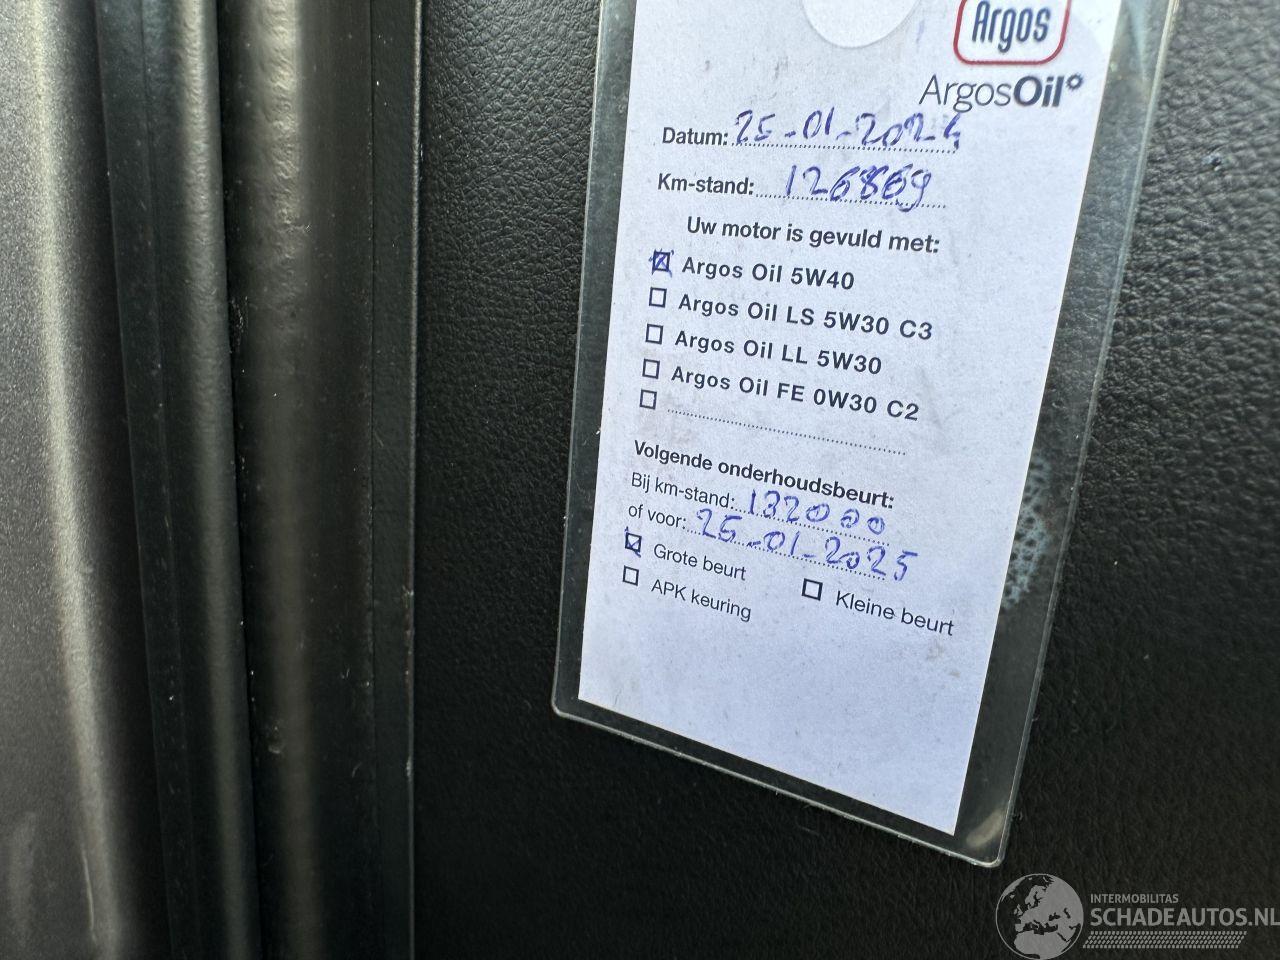 Argos
ArgosOil
Datum: 25-01-2024
Km-stand: 126869
Uw motor is gevuld met:
Argos Oil 5W40
Argos Oil LS 5W30 C3
Argos Oil LL 5W30
Argos Oil FE 0W30 C2
Volgende onderhoudsbeurt:
Bij km-stand: 132000
of voor: 25-01-2025
Grote beurt
Kleine beurt
APK keuring
INTERMOBILITAS
SCHADEAUTOS.NL